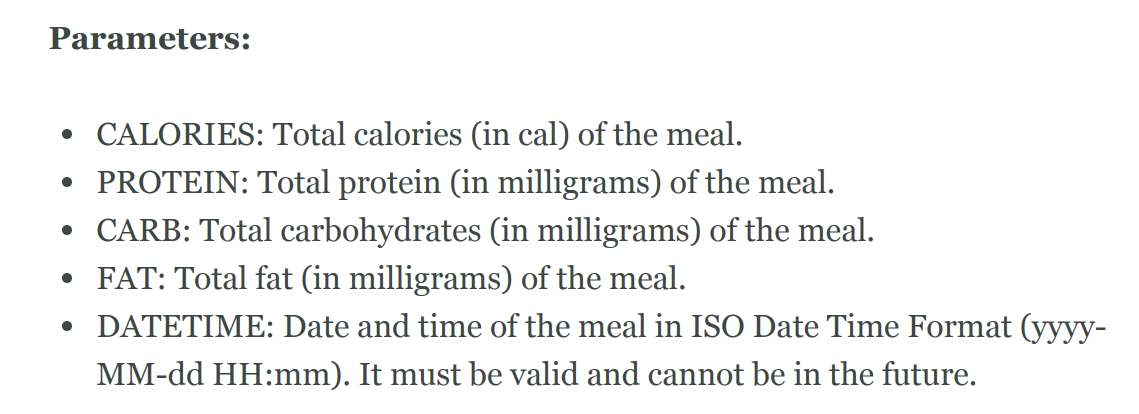 Parameters:
• CALORIES: Total calories (in cal) of the meal.
• PROTEIN: Total protein (in milligrams) of the meal.
• CARB: Total carbohydrates (in milligrams) of the meal.
• FAT: Total fat (in milligrams) of the meal.
• DATETIME: Date and time of the meal in ISO Date Time Format (yyyy-
MM-dd HH:mm). It must be valid and cannot be in the future.